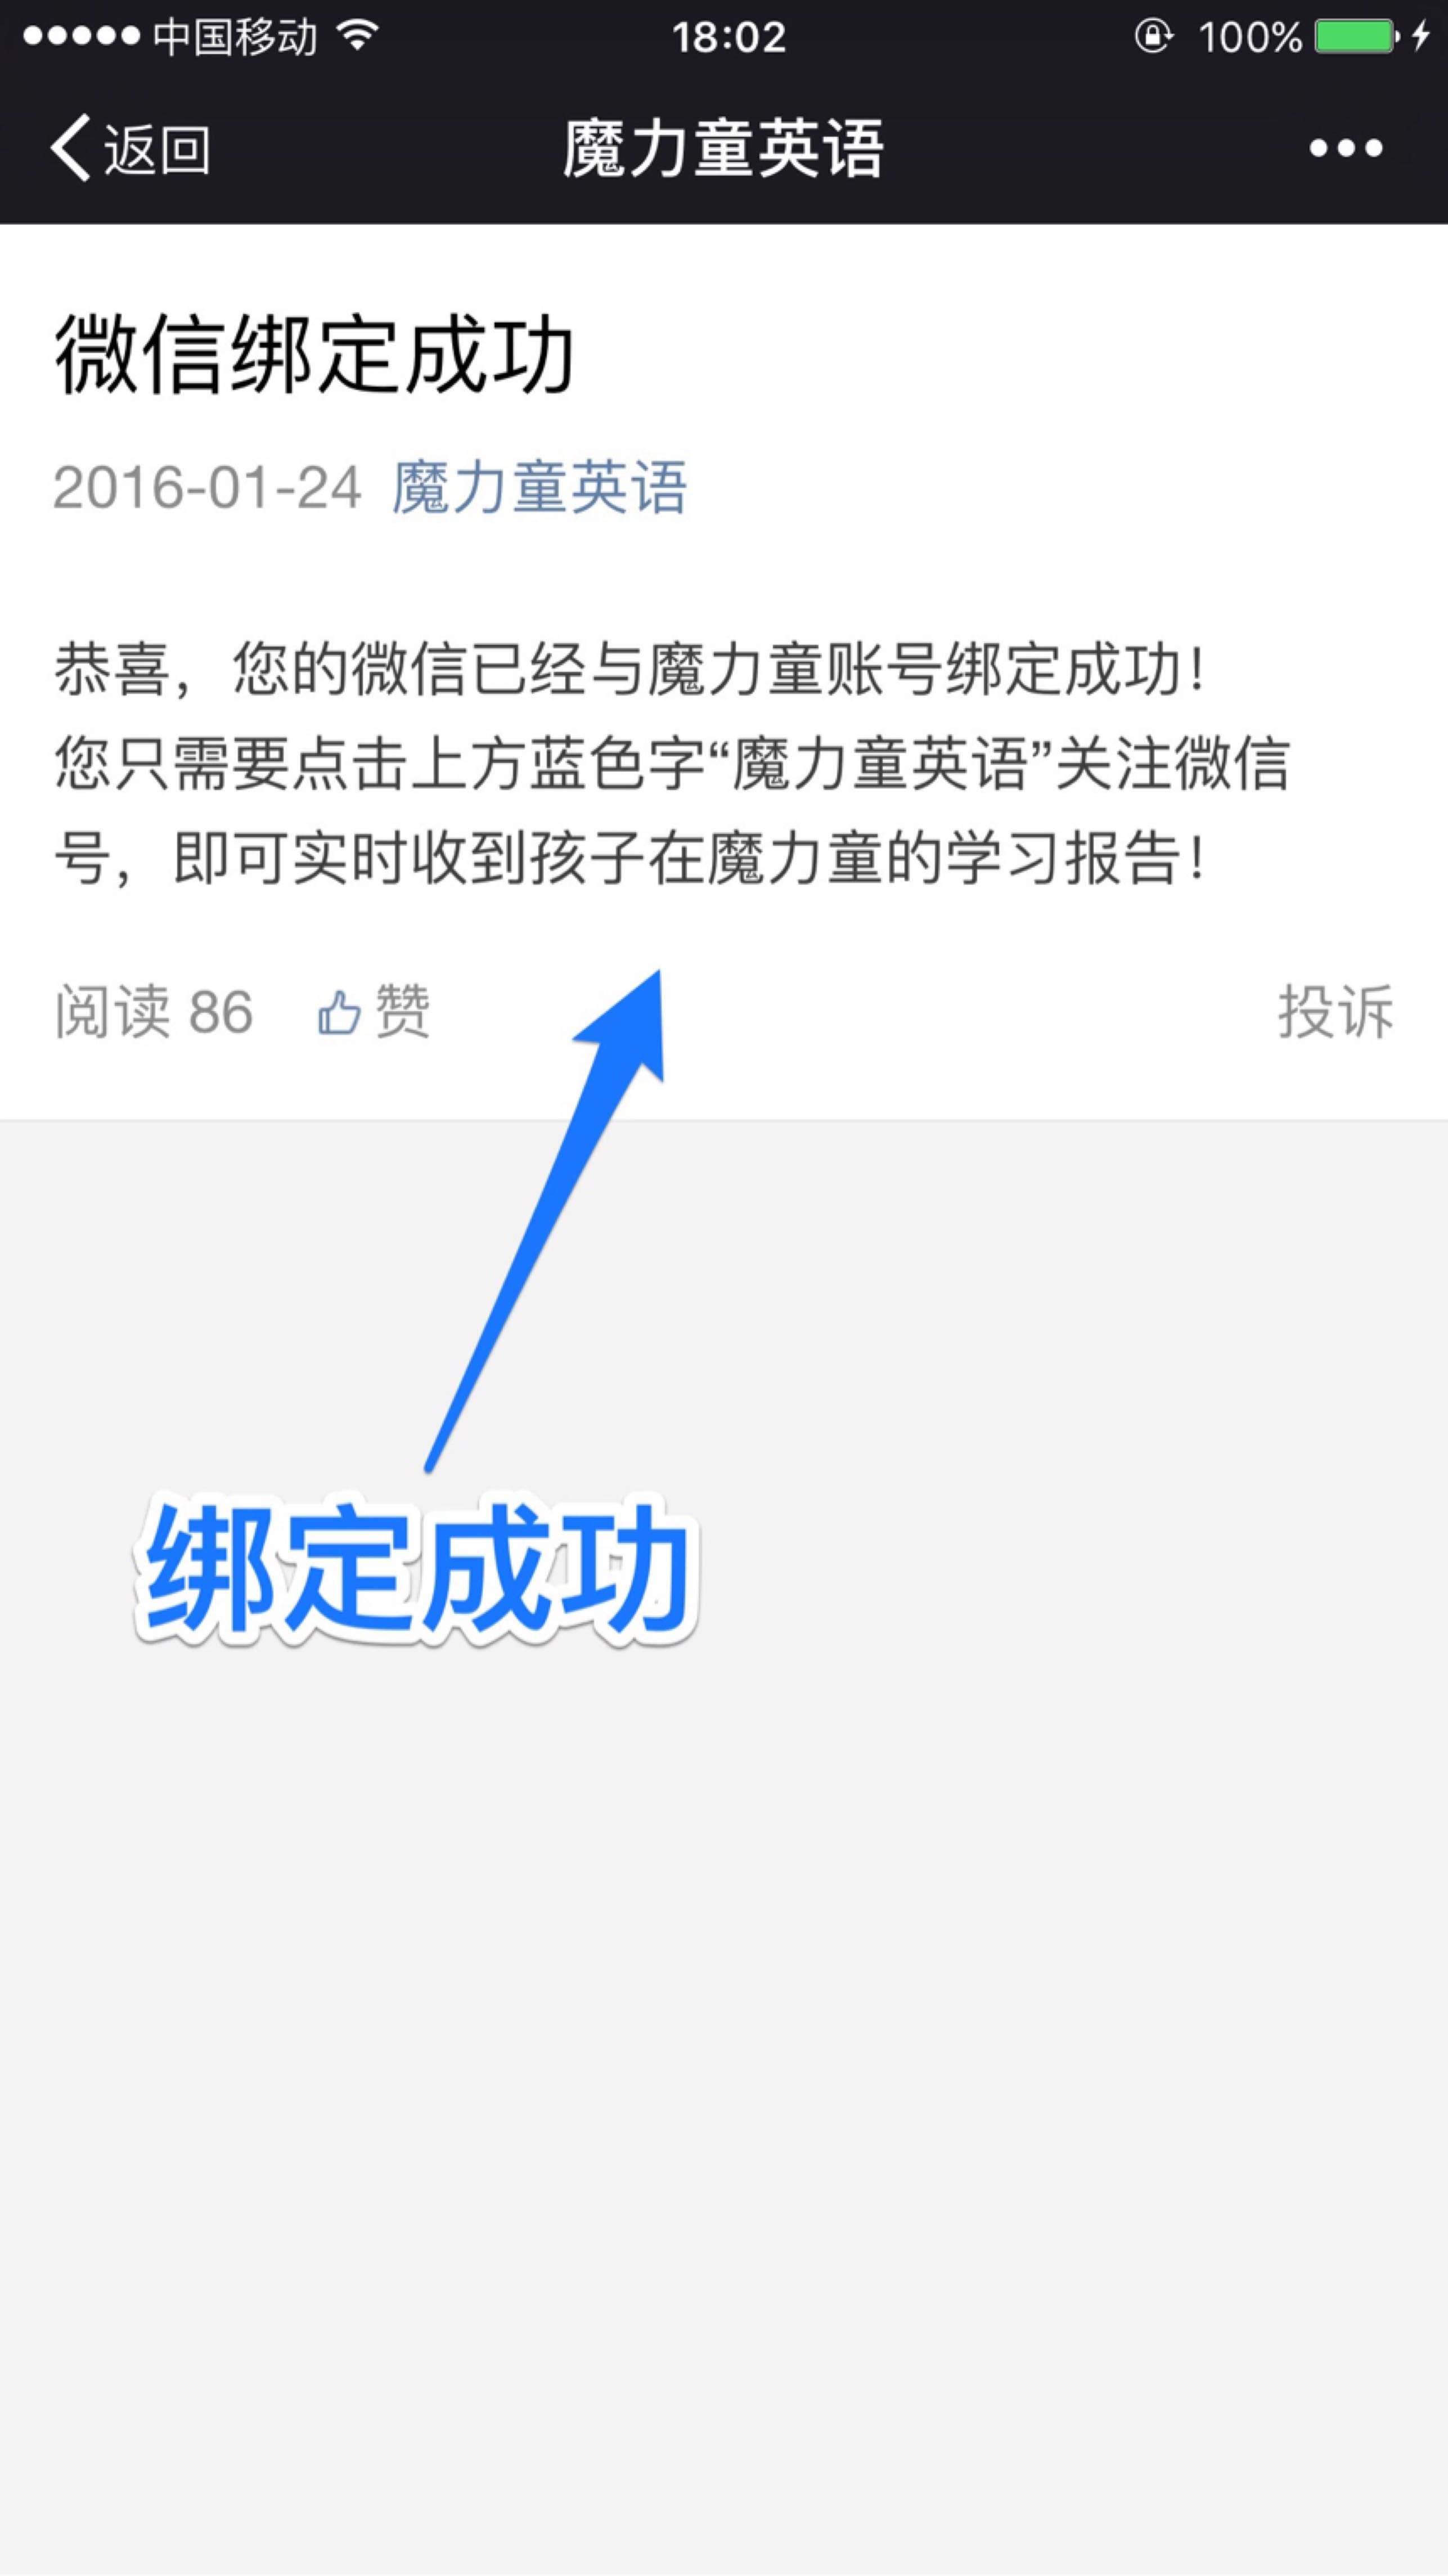 中国移动 18:02 100%
返回 魔力童英语
微信绑定成功
2016-01-24 魔力童英语
恭喜，您的微信已经与魔力童账号绑定成功！
您只需要点击上方蓝色字“魔力童英语”关注微信
号，即可实时收到孩子在魔力童的学习报告！
阅读 86 赞 投诉
绑定成功